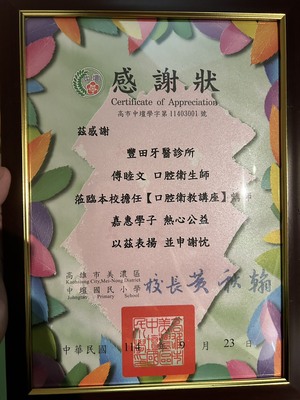 感謝狀
Certificate of Appreciation
高市中壇學字第11403001號
茲感謝
豐田牙醫診所
傅睦文 口腔衛生師
蒞臨本校擔任【口腔衛教講座】講師
嘉惠學子 熱心公益
以茲表揚 並申謝忱
高雄市美濃區
Kaohsiung City,Mei-Nong District
中壇國民小學
Jhongtan Primary School
校長黃
中華民國 114 年 9 月 23 日